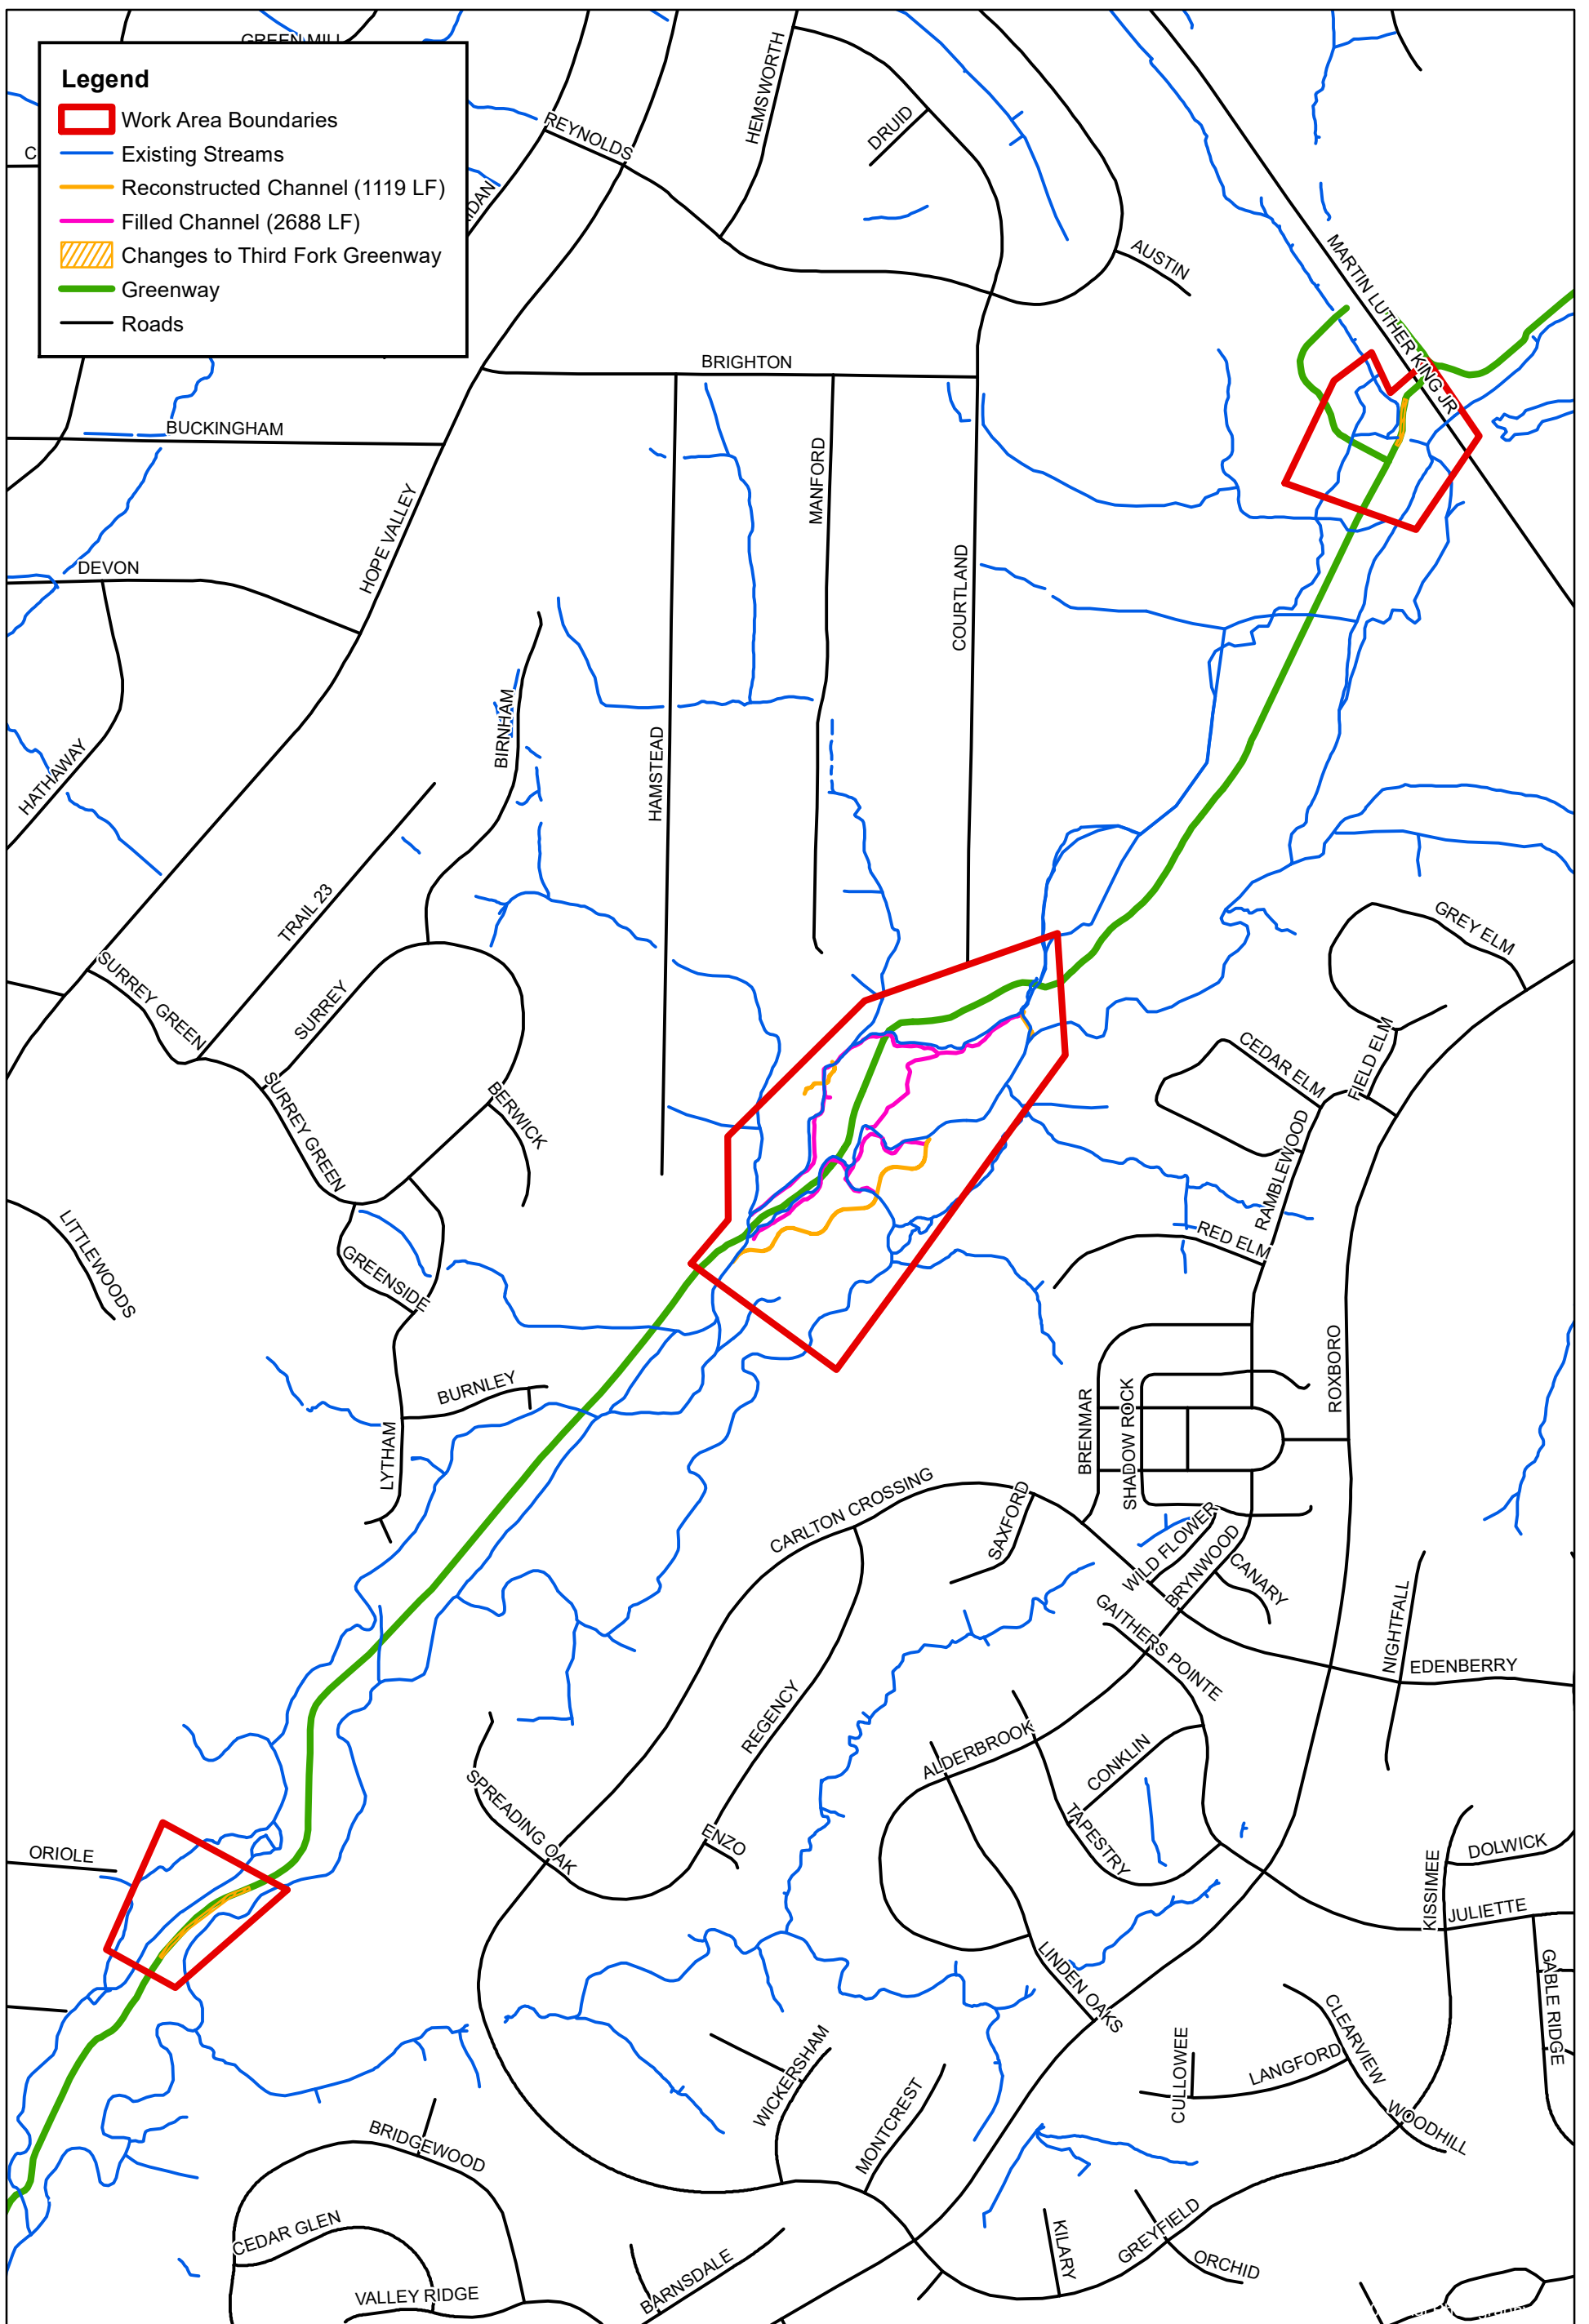 GREEN MILL
Legend
Work Area Boundaries
Existing Streams
Reconstructed Channel (1119 LF)
Filled Channel (2688 LF)
Changes to Third Fork Greenway
Greenway
Roads
C
IDAN
REYNOLDS
HEMSWORTH
DRUID
AUSTIN
MARTIN LUTHER KING JR
BRIGHTON
BUCKINGHAM
HOPE VALLEY
MANFORD
COURTLAND
DEVON
HATHAWAY
BIRNHAM
HAMSTEAD
TRAIL 23
SURREY GREEN
SURREY
GREY ELM
FIELD ELM
CEDAR ELM
SURREY GREEN
BERWICK
RAMBLEWOOD
RED ELM
LITTLEWOODS
GREENSIDE
BURNLEY
LYTHAM
ROXBORO
BRENMAR
SHADOW ROCK
CARLTON CROSSING
SAXFORD
WILD FLOWER
BRYNWOOD
CANARY
GAITHERS POINTE
NIGHTFALL
EDENBERRY
REGENCY
ALDERBROOK
CONKLIN
TAPESTRY
SPREADING OAK
ENZO
ORIOLE
DOLWICK
KISSIMEE
JULIETTE
GABLE RIDGE
LINDEN OAKS
CLEARVIEW
LANGFORD
CULLOWEE
WOODHILL
WICKERSHAM
MONTCREST
BRIDGEWOOD
CEDAR GLEN
VALLEY RIDGE
BARNSDALE
KILARY
GREYFIELD
ORCHID